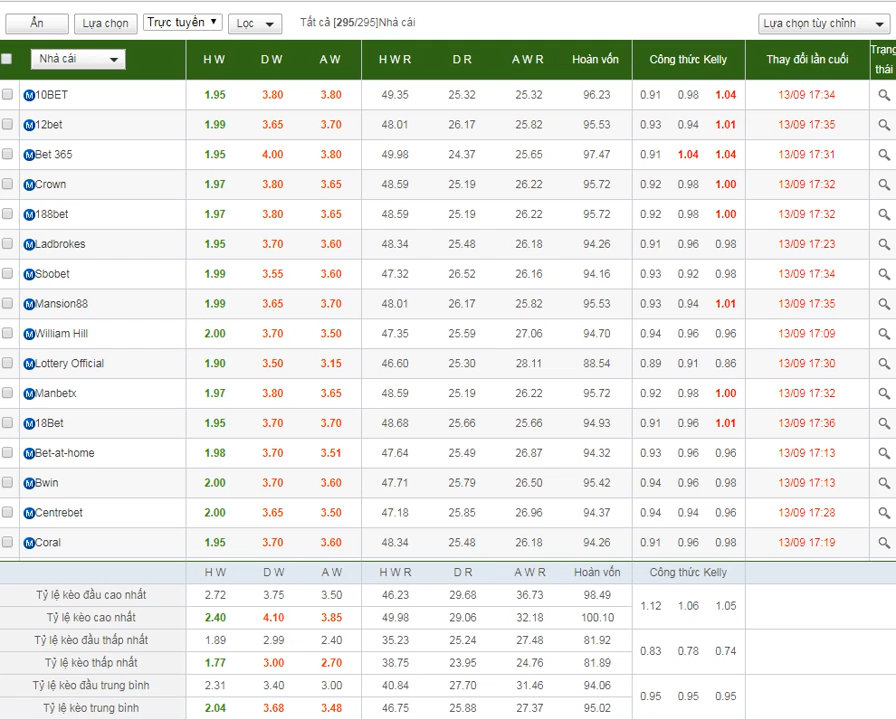 Ẩn Lựa chọn Trực tuyến ▼ Lọc Tất cả [295/295]Nhà cái Lựa chọn tùy chỉnh
Nhà cái H W D W A W H W R D R A W R Hoàn vốn Công thức Kelly Thay đổi lần cuối Trạng thái
10BET 1.95 3.80 3.80 49.35 25.32 25.32 96.23 0.91 0.98 1.04 13/09 17:34
12bet 1.99 3.65 3.70 48.01 26.17 25.82 95.53 0.93 0.94 1.01 13/09 17:35
Bet 365 1.95 4.00 3.80 49.98 24.37 25.65 97.47 0.91 1.04 1.04 13/09 17:31
Crown 1.97 3.80 3.65 48.59 25.19 26.22 95.72 0.92 0.98 1.00 13/09 17:32
188bet 1.97 3.80 3.65 48.59 25.19 26.22 95.72 0.92 0.98 1.00 13/09 17:32
Ladbrokes 1.95 3.70 3.60 48.34 25.48 26.18 94.26 0.91 0.96 0.98 13/09 17:23
Sbobet 1.99 3.55 3.60 47.32 26.52 26.16 94.16 0.93 0.92 0.98 13/09 17:34
Mansion88 1.99 3.65 3.70 48.01 26.17 25.82 95.53 0.93 0.94 1.01 13/09 17:35
William Hill 2.00 3.70 3.50 47.35 25.59 27.06 94.70 0.94 0.96 0.96 13/09 17:09
Lottery Official 1.90 3.50 3.15 46.60 25.30 28.11 88.54 0.89 0.91 0.86 13/09 17:30
Manbetx 1.97 3.80 3.65 48.59 25.19 26.22 95.72 0.92 0.98 1.00 13/09 17:32
18Bet 1.95 3.70 3.70 48.68 25.66 25.66 94.93 0.91 0.96 1.01 13/09 17:36
Bet-at-home 1.98 3.70 3.51 47.64 25.49 26.87 94.32 0.93 0.96 0.96 13/09 17:13
Bwin 2.00 3.70 3.60 47.71 25.79 26.50 95.42 0.94 0.96 0.98 13/09 17:13
Centrebet 2.00 3.65 3.50 47.18 25.85 26.96 94.37 0.94 0.94 0.96 13/09 17:28
Coral 1.95 3.70 3.60 48.34 25.48 26.18 94.26 0.91 0.96 0.98 13/09 17:19
H W D W A W H W R D R A W R Hoàn vốn Công thức Kelly
Tỷ lệ kèo đầu cao nhất 2.72 3.75 3.50 46.23 29.68 36.73 98.49
1.12 1.06 1.05
Tỷ lệ kèo cao nhất 2.40 4.10 3.85 49.98 29.06 32.18 100.10
Tỷ lệ kèo đầu thấp nhất 1.89 2.99 2.40 35.23 25.24 27.48 81.92
0.83 0.78 0.74
Tỷ lệ kèo thấp nhất 1.77 3.00 2.70 38.75 23.95 24.76 81.89
Tỷ lệ kèo đầu trung bình 2.31 3.40 3.00 40.84 27.70 31.46 94.06
0.95 0.95 0.95
Tỷ lệ kèo trung bình 2.04 3.68 3.48 46.75 25.88 27.37 95.02